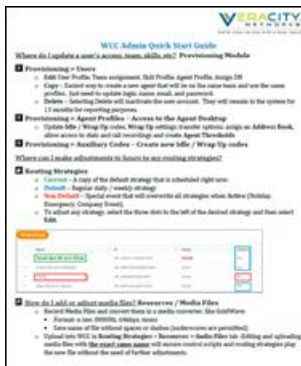 VERACITY
NETWORKS
WCC Admin Quick Start Guide
Where do I update a user's access, team, skills, etc? Provisioning Module
Provisioning > Users
Edit User Profile, Team assignment, Skill Profile, Agent Profile, Assign DN
Copy – Easiest way to create a new agent that will be on the same team and use the same
profiles. Just need to update login, name, email, and password.
Delete – Selecting Delete will inactivate the user account. They will remain in the system for
13 months for reporting purposes.
Provisioning > Agent Profiles – Access to the Agent Desktop
Update Idle / Wrap Up codes, Wrap Up settings, transfer options, assign an Address Book,
allow access to stats and call recordings and create Agent Thresholds
Provisioning > Auxiliary Codes – Create new Idle / Wrap Up codes
Where can I make adjustments to hours to my routing strategies?
Routing Strategies
Current – A copy of the default strategy that is scheduled right now.
Default – Regular daily / weekly strategy
Non Default – Special event that will overwrite all strategies when Active (Holiday,
Emergency, Company Event).
To adjust any strategy, select the three dots to the left of the desired strategy and then select
Edit.
How do I add or adjust media files? Resources / Media Files
Record Media Files and convert them in a media converter, like GoldWave
Save name of file without spaces or dashes (underscores are permitted)
Upload into WCC in Routing Strategies > Resources > Audio Files tab. Editing and uploading
media files with the exact same name will ensure control scripts and routing strategies play
the new file without the need of further adjustments.